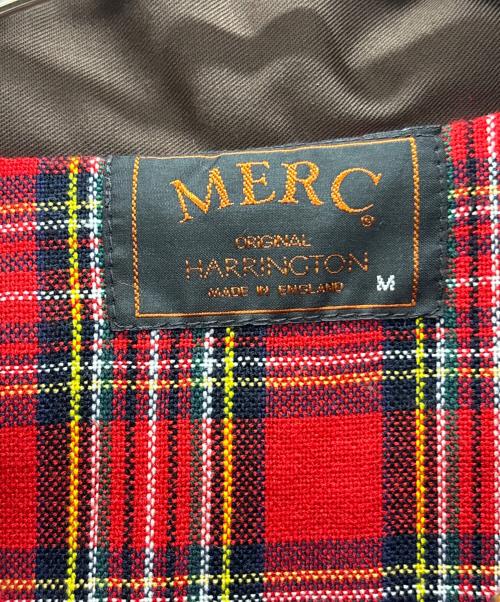 MERC®
ORIGINAL
HARRINGTON
MADE IN ENGLAND
M